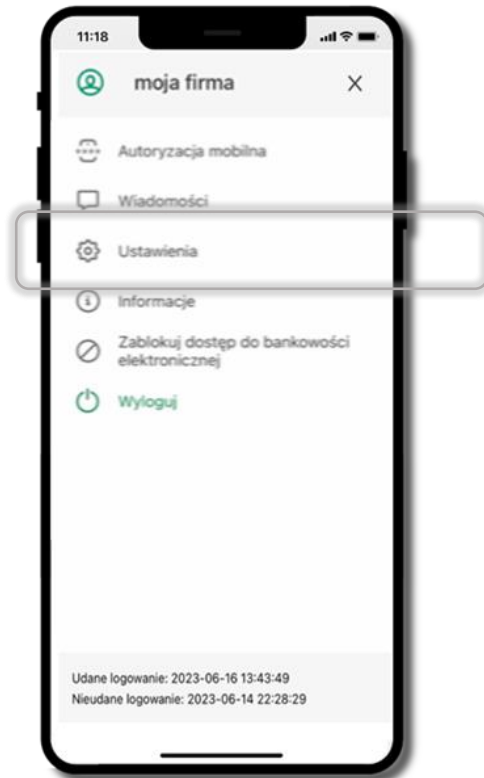 11:18
moja firma
Autoryzacja mobilna
Wiadomości
Ustawienia
Informacje
Zablokuj dostęp do bankowości
elektronicznej
Wyloguj
Udane logowanie: 2023-06-16 13:43:49
Nieudane logowanie: 2023-06-14 22:28:29